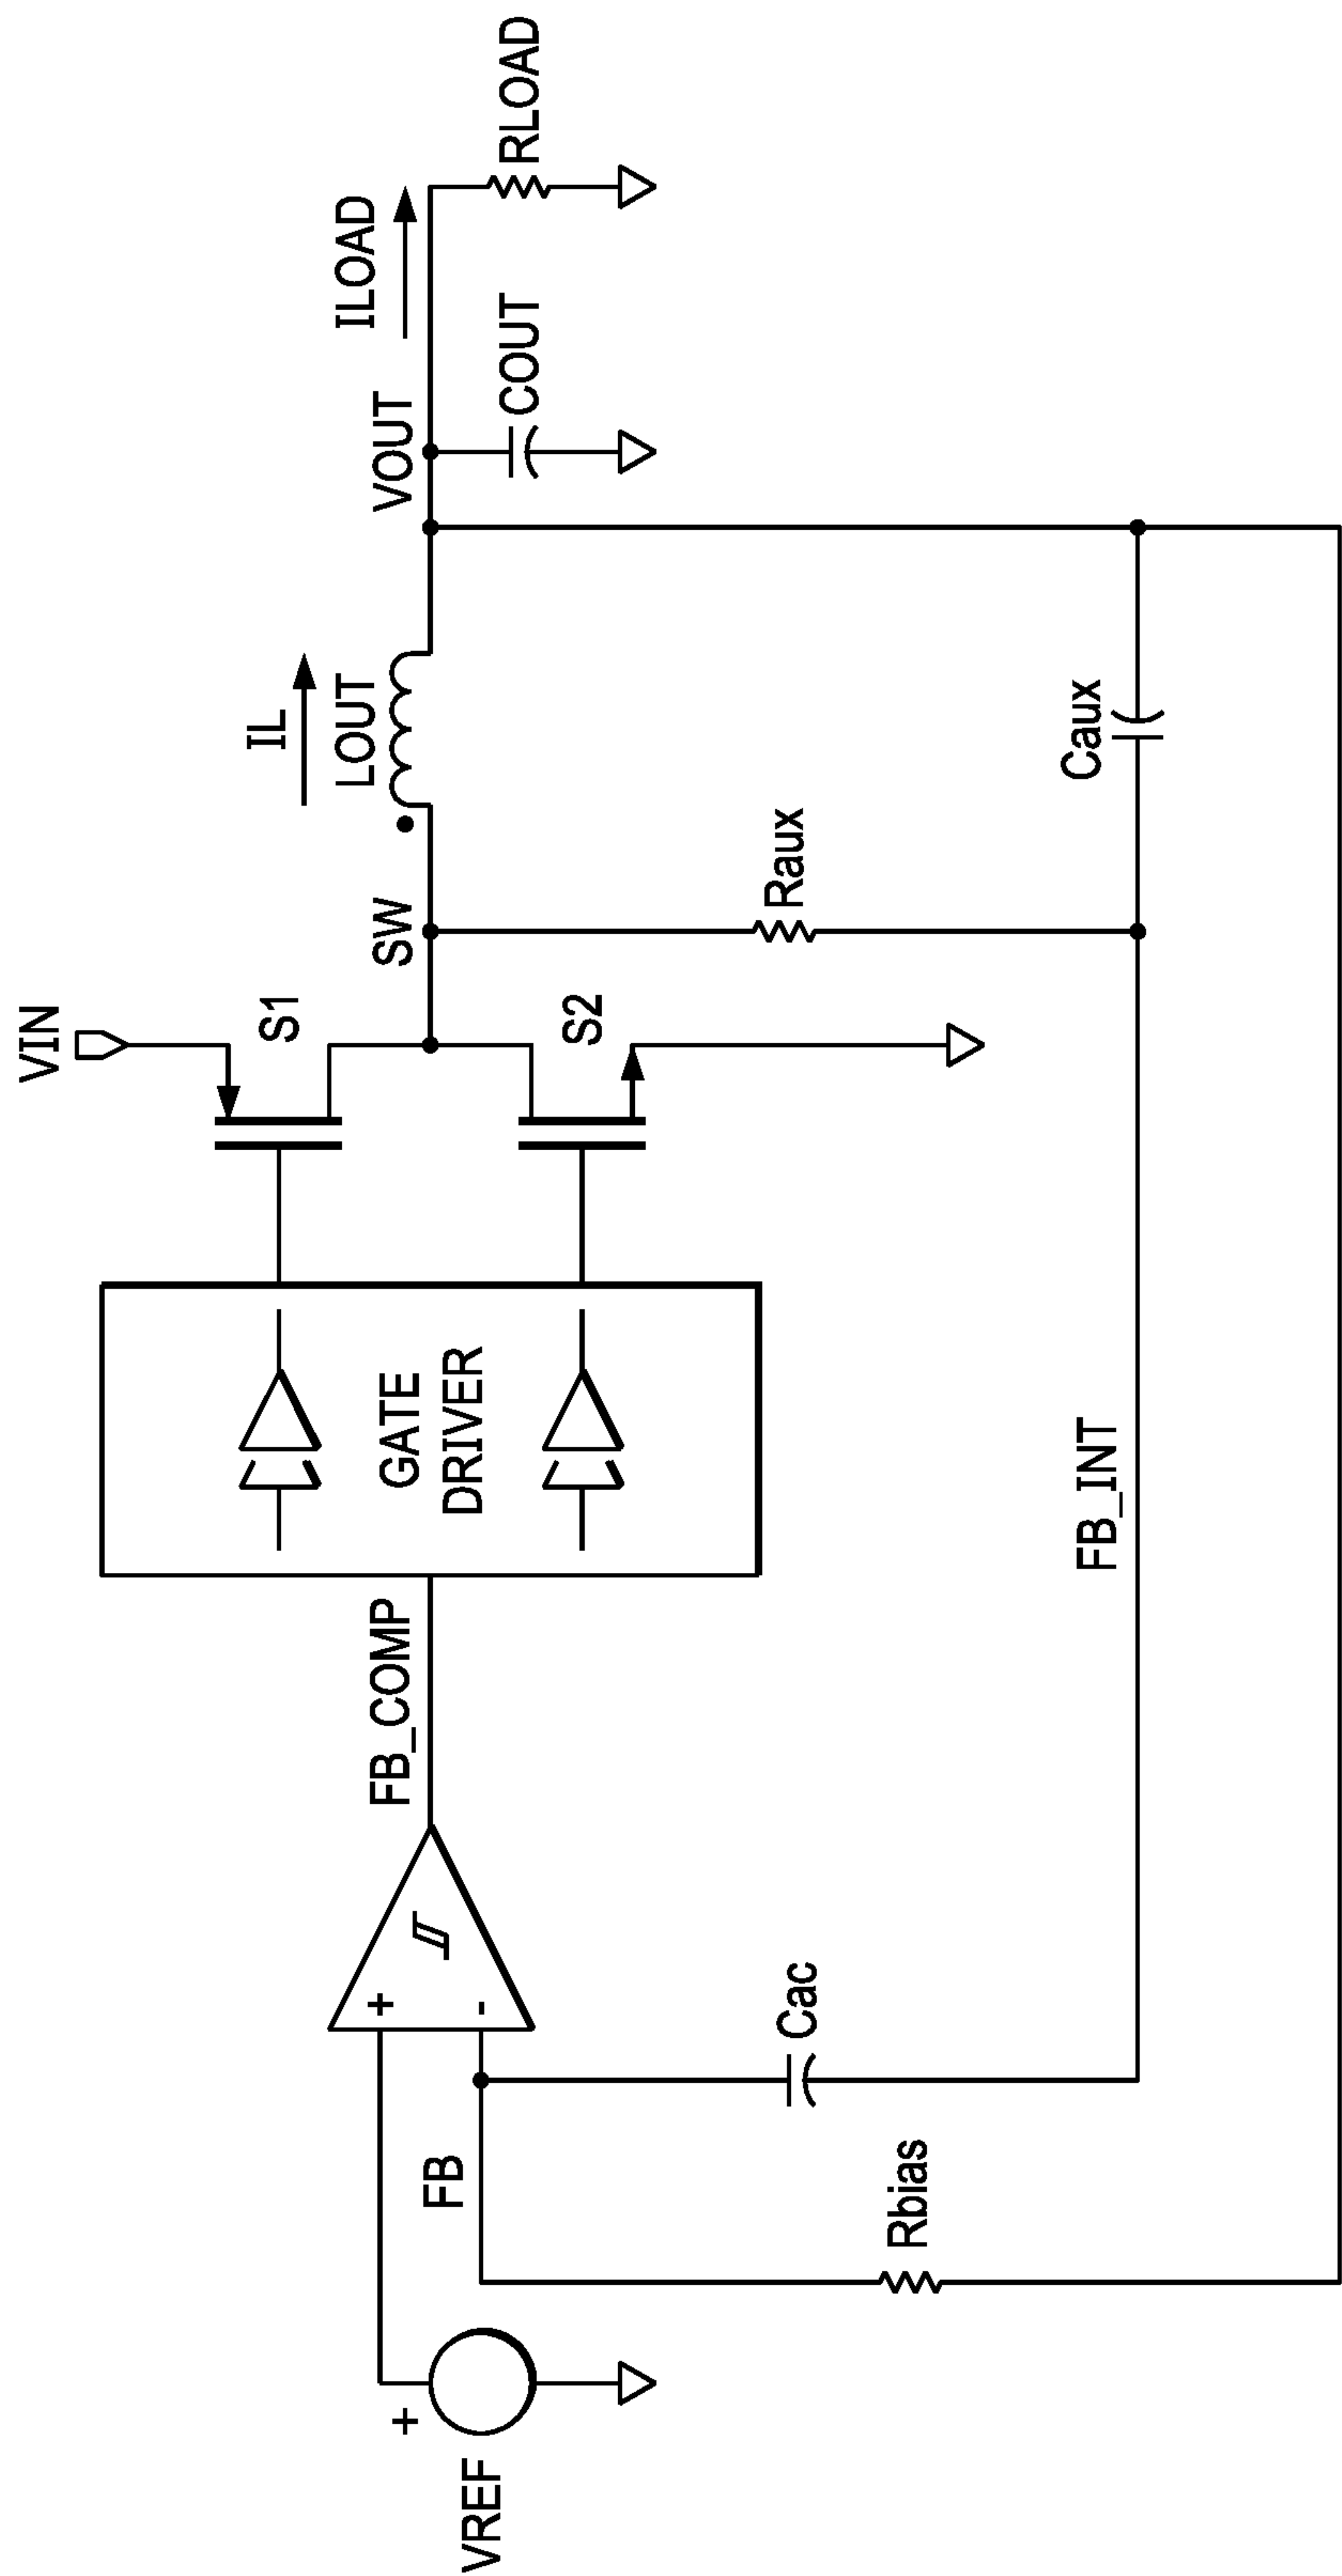 VIN
S1
IL
LOUT
ILOAD
SW
VOUT
RLOAD
COUT
S2
GATE
DRIVER
FB_COMP
+
-
FB
+
VREF
Raux
Caux
Cac
Rbias
FB_INT